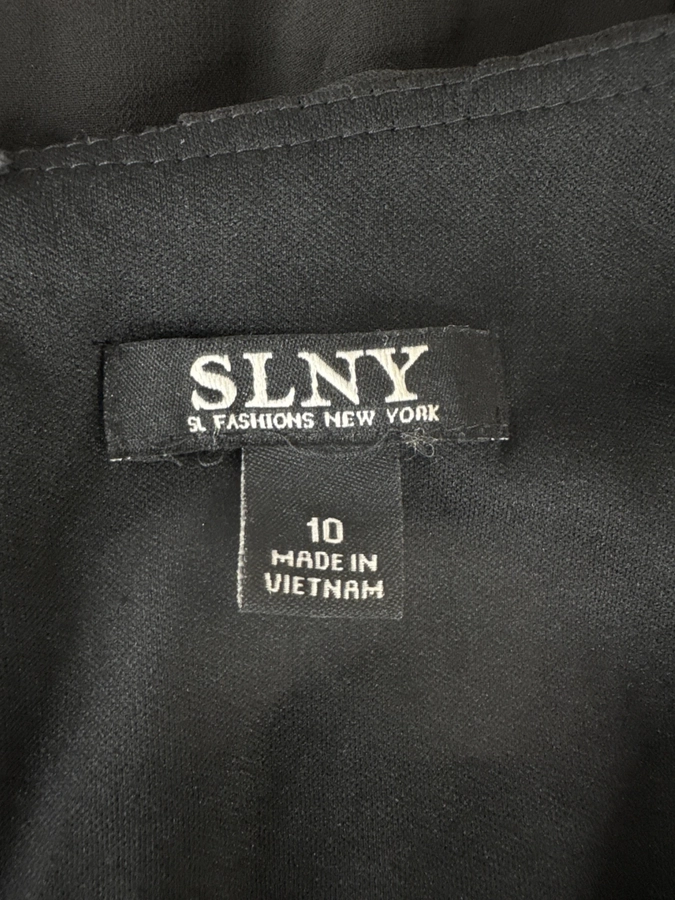 SLNY
SL FASHIONS NEW YORK
10
MADE IN
VIETNAM